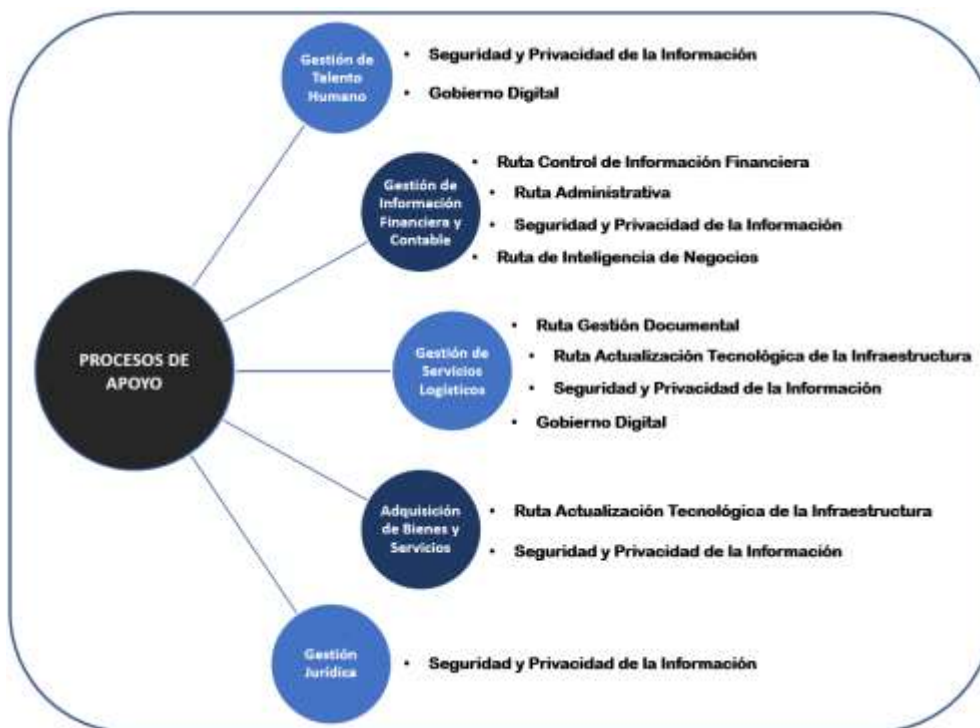 Gestión de
Talento
Humano
• Seguridad y Privacidad de la Información
• Gobierno Digital
Gestión de
Información
Financiera y
Contable
• Ruta Control de Información Financiera
• Ruta Administrativa
• Seguridad y Privacidad de la Información
• Ruta de Inteligencia de Negocios
PROCESOS DE
APOYO
Gestión de
Servicios
Logísticos
• Ruta Gestión Documental
• Ruta Actualización Tecnológica de la Infraestructura
• Seguridad y Privacidad de la Información
• Gobierno Digital
Adquisición
de Bienes y
Servicios
• Ruta Actualización Tecnológica de la Infraestructura
• Seguridad y Privacidad de la Información
Gestión
Jurídica
• Seguridad y Privacidad de la Información